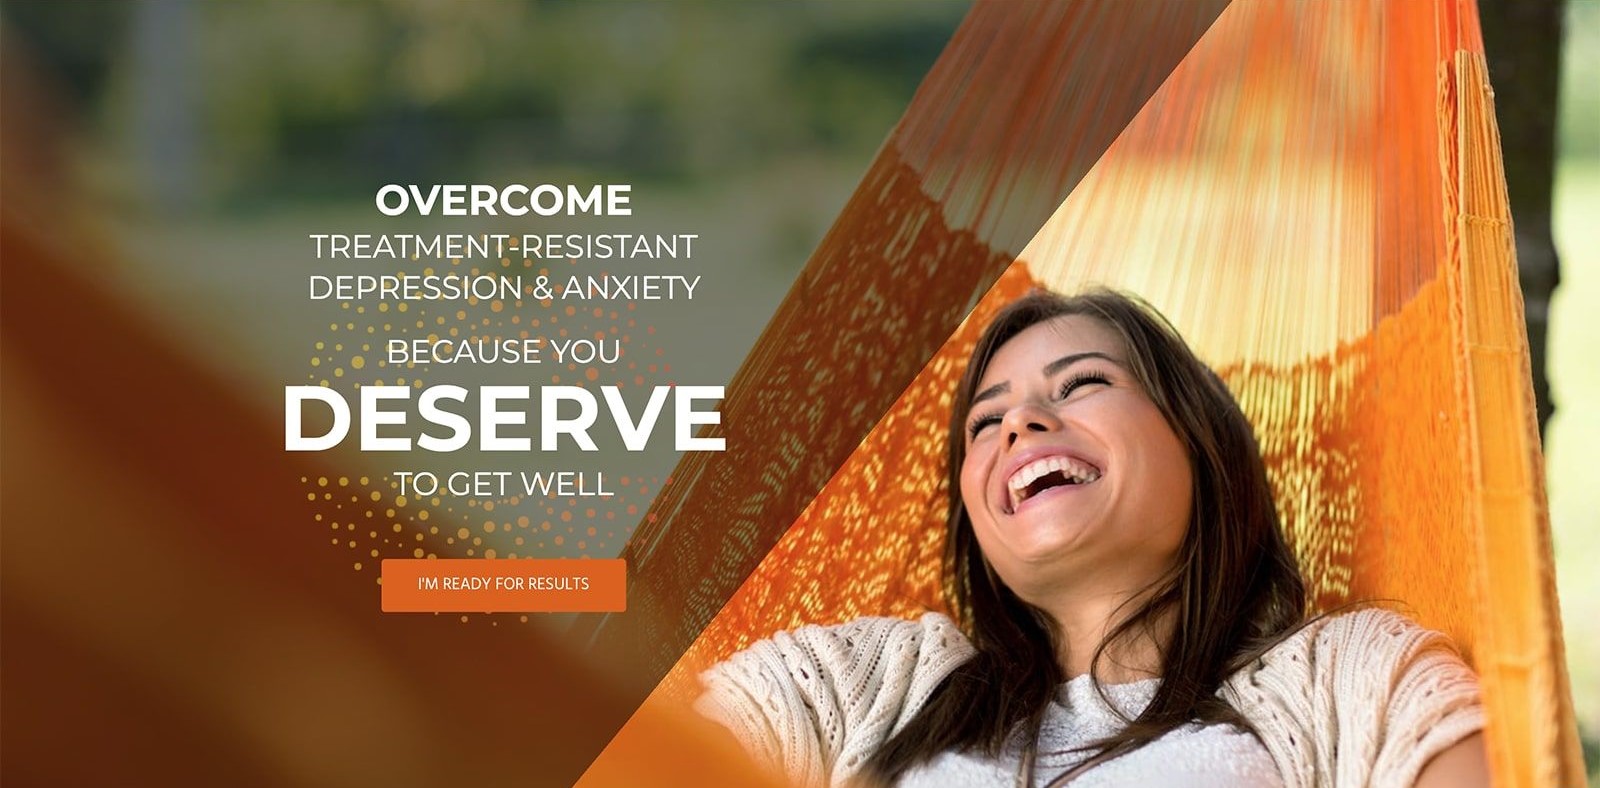 OVERCOME
TREATMENT-RESISTANT
DEPRESSION & ANXIETY
BECAUSE YOU
DESERVE
TO GET WELL
I'M READY FOR RESULTS